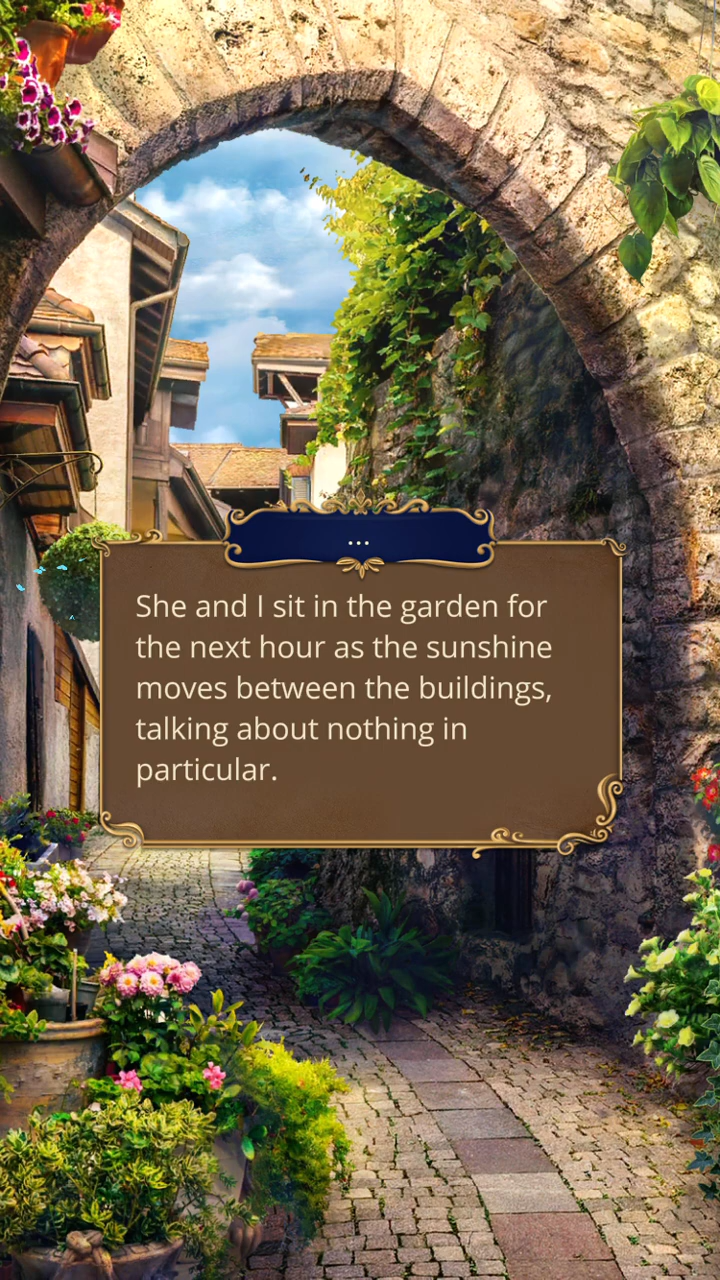 ...
She and I sit in the garden for
the next hour as the sunshine
moves between the buildings,
talking about nothing in
particular.